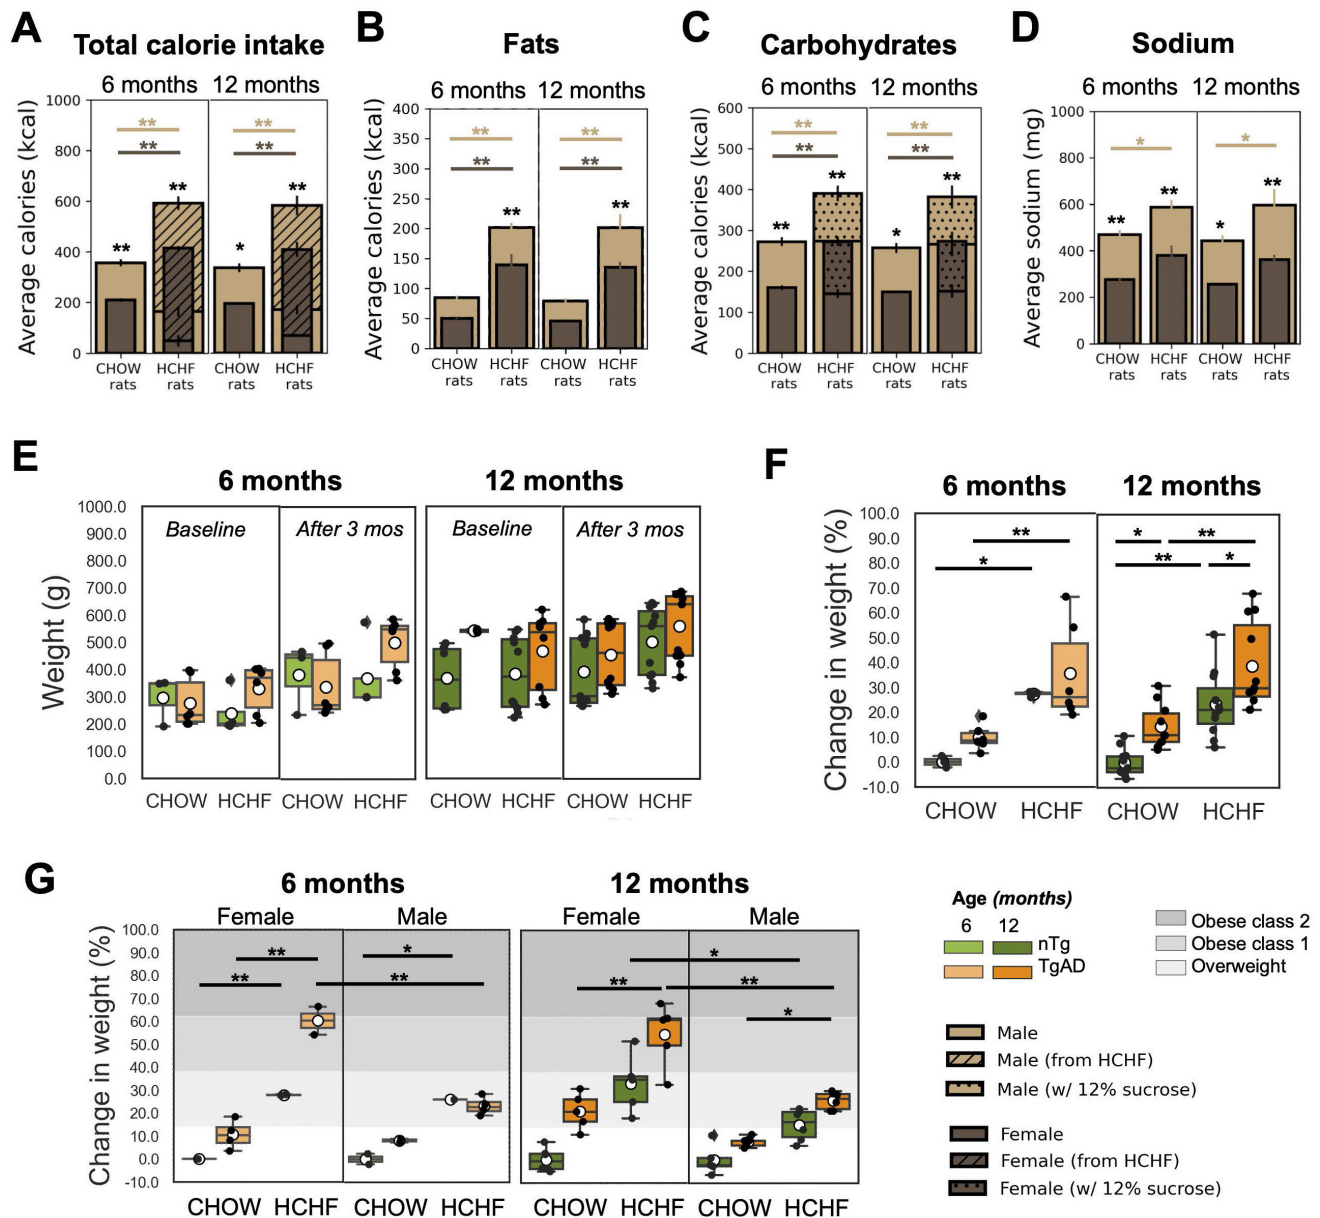 A
Total calorie intake
6 months
12 months
Average calories (kcal)
1000
800
600
400
200
0
**
**
**
**
**
**
**
*
CHOW rats
HCHF rats
CHOW rats
HCHF rats
B
Fats
6 months
12 months
Average calories (kcal)
400
350
300
250
200
150
100
50
0
**
**
**
**
**
**
CHOW rats
HCHF rats
CHOW rats
HCHF rats
C
Carbohydrates
6 months
12 months
Average calories (kcal)
600
500
400
300
200
100
0
**
**
**
**
**
**
**
*
CHOW rats
HCHF rats
CHOW rats
HCHF rats
D
Sodium
6 months
12 months
Average sodium (mg)
1000
800
600
400
200
0
*
*
**
**
**
*
CHOW rats
HCHF rats
CHOW rats
HCHF rats
E
6 months
12 months
Baseline
After 3 mos
Baseline
After 3 mos
Weight (g)
1000.0
900.0
800.0
700.0
600.0
500.0
400.0
300.0
200.0
100.0
0.0
CHOW HCHF CHOW HCHF
CHOW HCHF CHOW HCHF
F
6 months
12 months
Change in weight (%)
100.0
90.0
80.0
70.0
60.0
50.0
40.0
30.0
20.0
10.0
0.0
-10.0
**
*
*
**
**
*
CHOW HCHF CHOW HCHF
G
6 months
12 months
Female
Male
Female
Male
Change in weight (%)
100.0
90.0
80.0
70.0
60.0
50.0
40.0
30.0
20.0
10.0
0.0
-10.0
**
**
*
**
*
**
**
*
CHOW HCHF CHOW HCHF
CHOW HCHF CHOW HCHF
Age (months)
6 12
nTg
TgAD
Obese class 2
Obese class 1
Overweight
Male
Male (from HCHF)
Male (w/ 12% sucrose)
Female
Female (from HCHF)
Female (w/ 12% sucrose)